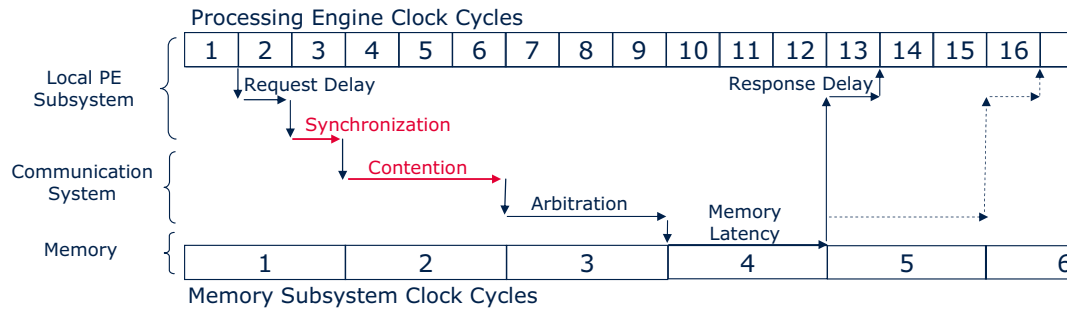 Processing Engine Clock Cycles
1 2 3 4 5 6 7 8 9 10 11 12 13 14 15 16
Local PE
Subsystem
Request Delay
Response Delay
Synchronization
Communication
System
Contention
Arbitration
Memory
Latency
Memory
1 2 3 4 5 6
Memory Subsystem Clock Cycles